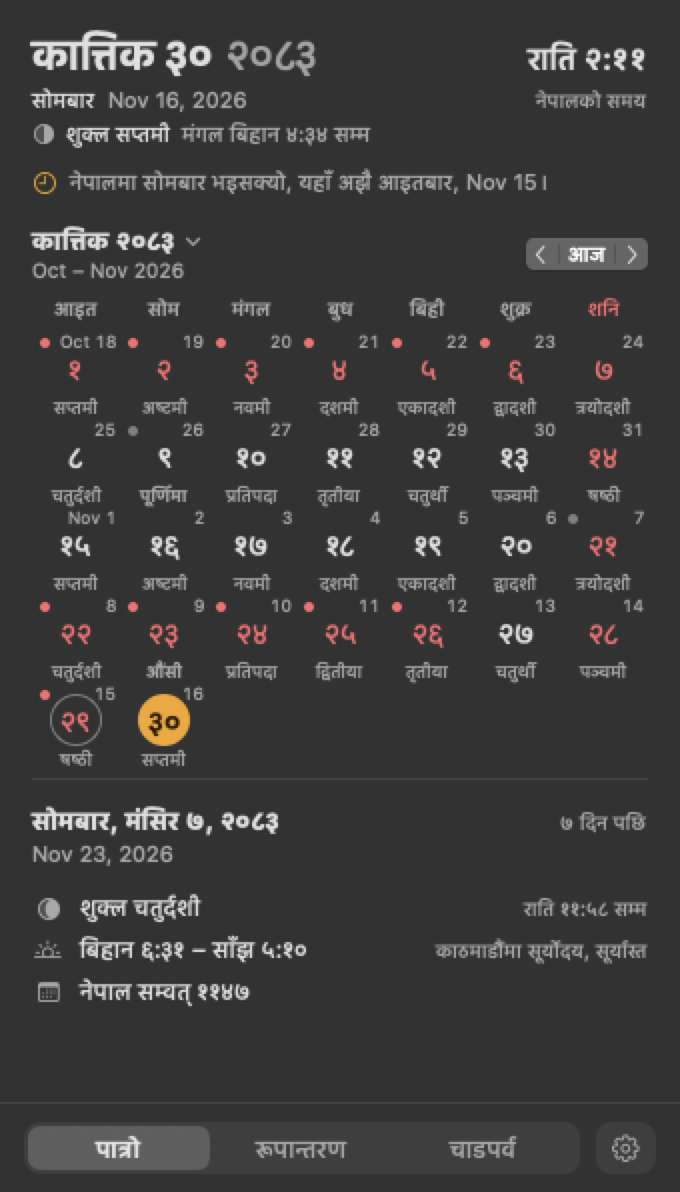 कात्तिक ३० २०८३
राति २:११
सोमबार Nov 16, 2026
नेपालको समय
शुक्ल सप्तमी मंगल बिहान ४:३४ सम्म
नेपालमा सोमबार भइसक्यो, यहाँ अझै आइतबार, Nov 15।
कात्तिक २०८३
आज
Oct – Nov 2026
आइत सोम मंगल बुध बिही शुक्र शनि
Oct 18 19 20 21 22 23 24
१ २ ३ ४ ५ ६ ७
सप्तमी अष्टमी नवमी दशमी एकादशी द्वादशी त्रयोदशी
25 26 27 28 29 30 31
८ ९ १० ११ १२ १३ १४
चतुर्दशी पूर्णिमा प्रतिपदा तृतीया चतुर्थी पञ्चमी षष्ठी
Nov 1 2 3 4 5 6 7
१५ १६ १७ १८ १९ २० २१
सप्तमी अष्टमी नवमी दशमी एकादशी द्वादशी त्रयोदशी
8 9 10 11 12 13 14
२२ २३ २४ २५ २६ २७ २८
चतुर्दशी औंसी प्रतिपदा द्वितीया तृतीया चतुर्थी पञ्चमी
15 16
२९ ३०
षष्ठी सप्तमी
सोमबार, मंसिर ७, २०८३
७ दिन पछि
Nov 23, 2026
शुक्ल चतुर्दशी
राति ११:५८ सम्म
बिहान ६:३१ – साँझ ५:१०
काठमाडौंमा सूर्योदय, सूर्यास्त
नेपाल सम्वत् ११४७
पात्रो रूपान्तरण चाडपर्व